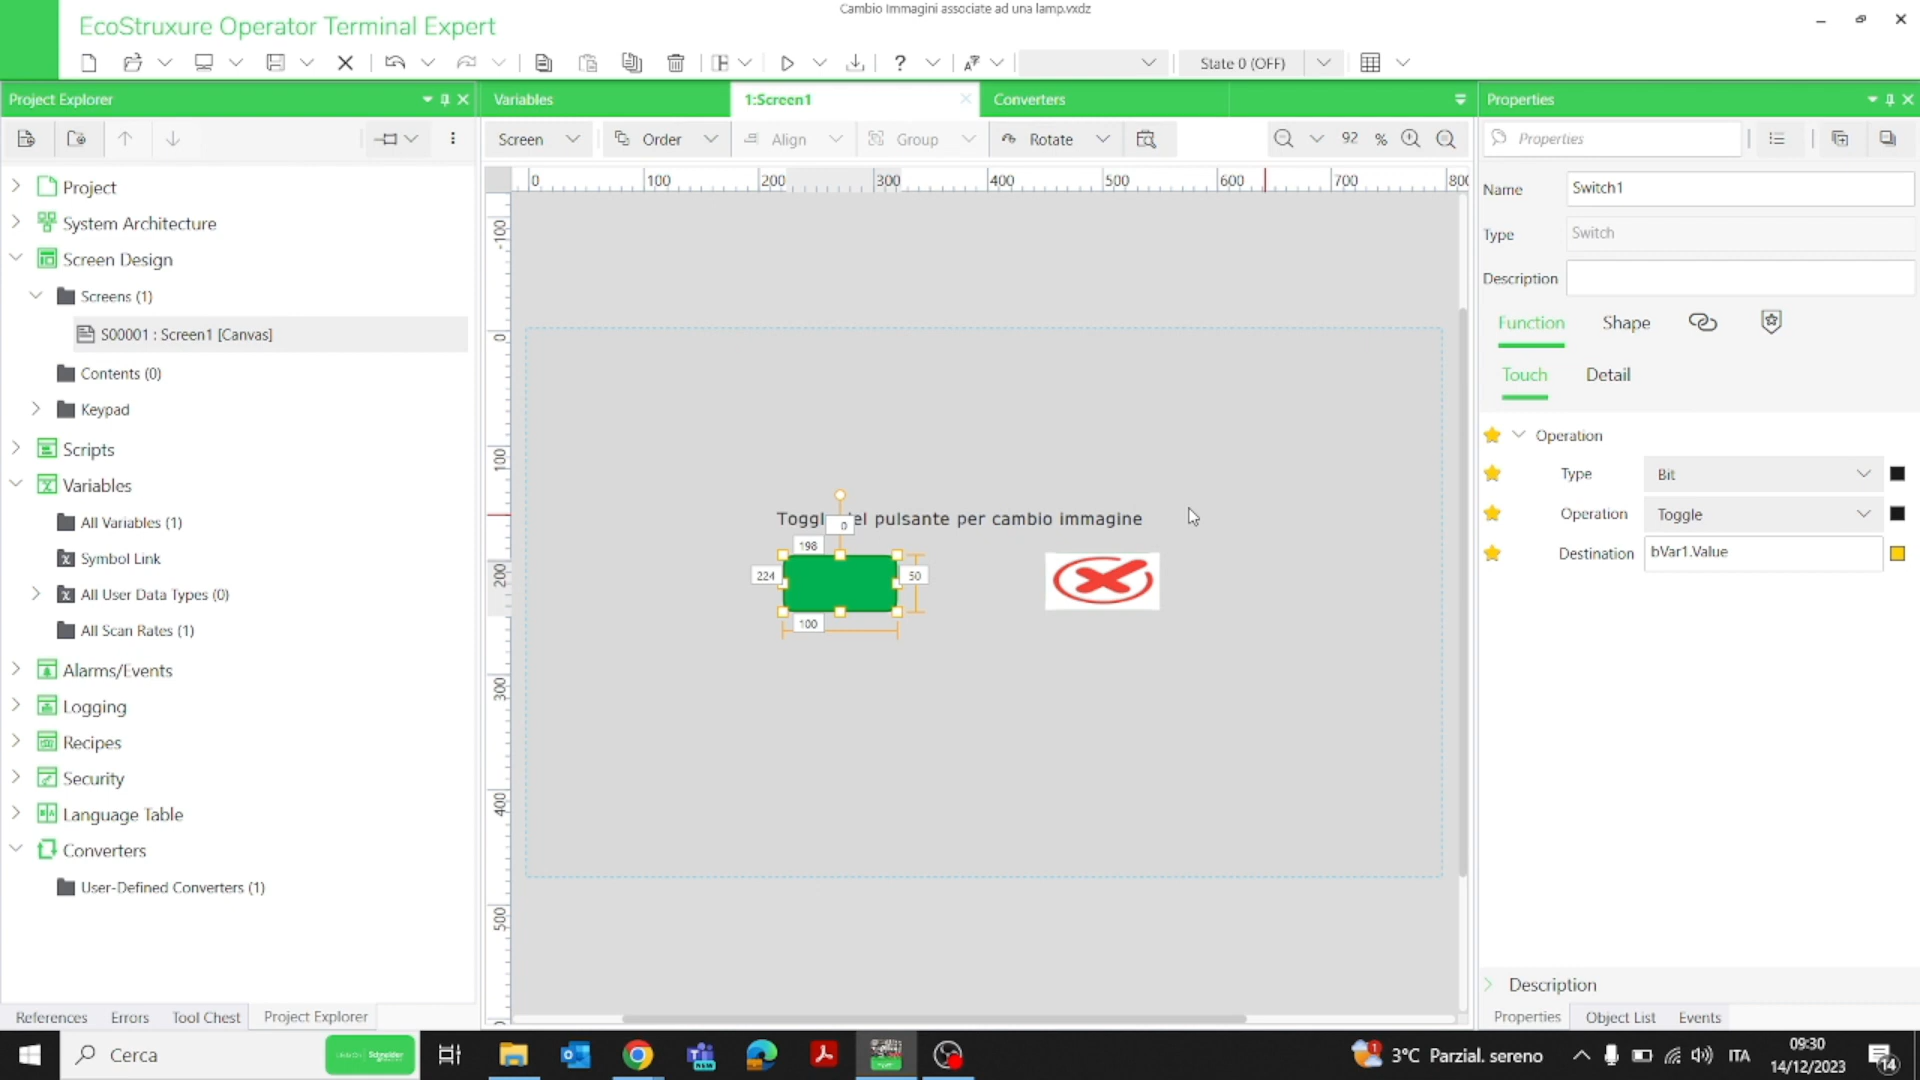 Cambio Immagini associate ad una lamp.vxdz
EcoStruxure Operator Terminal Expert
State 0 (OFF)
Project Explorer
Variables
1:Screen1
Converters
Properties
Screen
Order
Align
Group
Rotate
92 %
Properties
0 100 200 300 400 500 600 700 800
Project
System Architecture
Screen Design
Screens (1)
S00001 : Screen1 [Canvas]
Contents (0)
Keypad
Scripts
Variables
All Variables (1)
Symbol Link
All User Data Types (0)
All Scan Rates (1)
Alarms/Events
Logging
Recipes
Security
Language Table
Converters
User-Defined Converters (1)
-100
0
100
200
300
400
500
Toggl el pulsante per cambio immagine
0
198
224
50
100
Name Switch1
Type Switch
Description
Function Shape
Touch Detail
Operation
Type Bit
Operation Toggle
Destination bVar1.Value
Description
References Errors Tool Chest Project Explorer
Properties Object List Events
Cerca
Schneider
NEW
1
3°C Parzial. sereno
ITA
09:30
14/12/2023
14